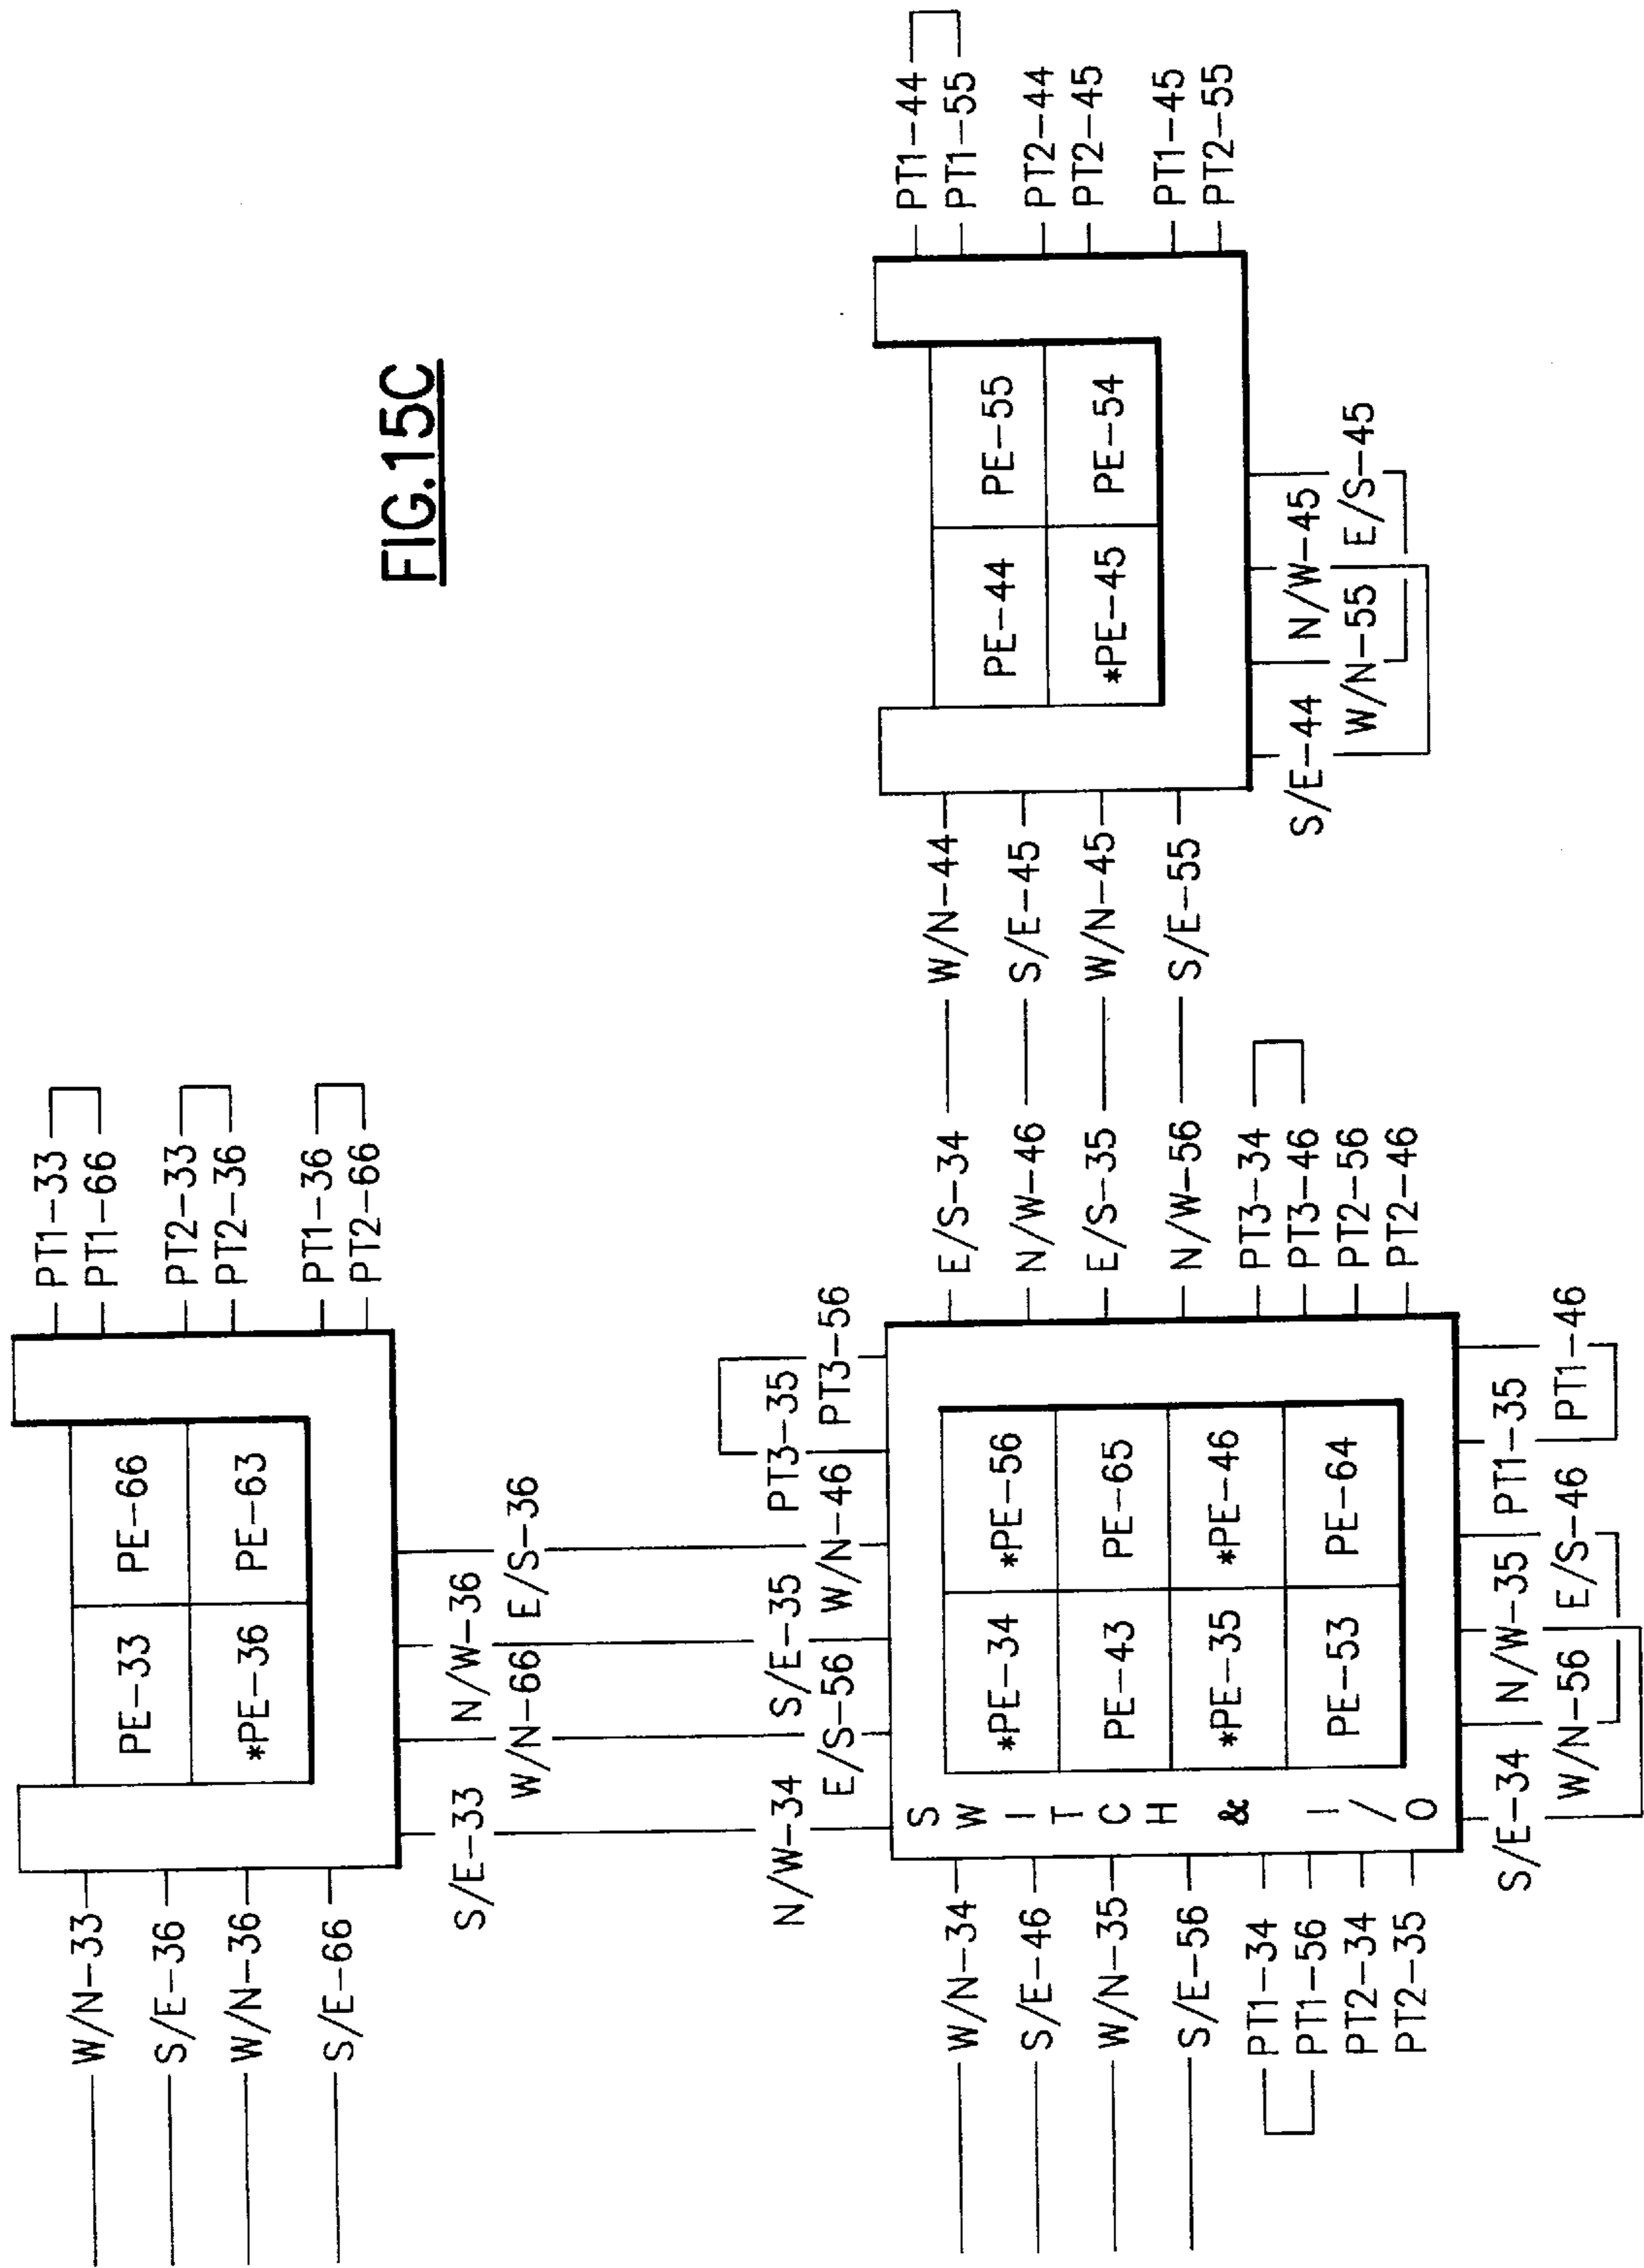 FIG.15C
PT1-33
PT1-66
PT2-33
PT2-36
PT1-36
PT2-66
PE-33
PE-66
*PE-36
PE-63
W/N-33
S/E-36
W/N-36
S/E-66
S/E-33
W/N-66
N/W-36
E/S-36
N/W-34
E/S-56
S/E-35
W/N-46
PT3-35
PT3-56
SWITCH & I/O
*PE-34
*PE-56
PE-43
PE-65
*PE-35
*PE-46
PE-53
PE-64
W/N-34
S/E-46
W/N-35
S/E-56
PT1-34
PT1-56
PT2-34
PT2-35
E/S-34
N/W-46
E/S-35
N/W-56
PT3-34
PT3-46
PT2-56
PT2-46
S/E-34
W/N-56
N/W-35
E/S-46
PT1-35
PT1-46
W/N-44
S/E-45
W/N-45
S/E-55
PE-44
PE-55
*PE-45
PE-54
PT1-44
PT1-55
PT2-44
PT2-45
PT1-45
PT2-55
S/E-44
W/N-55
N/W-45
E/S-45